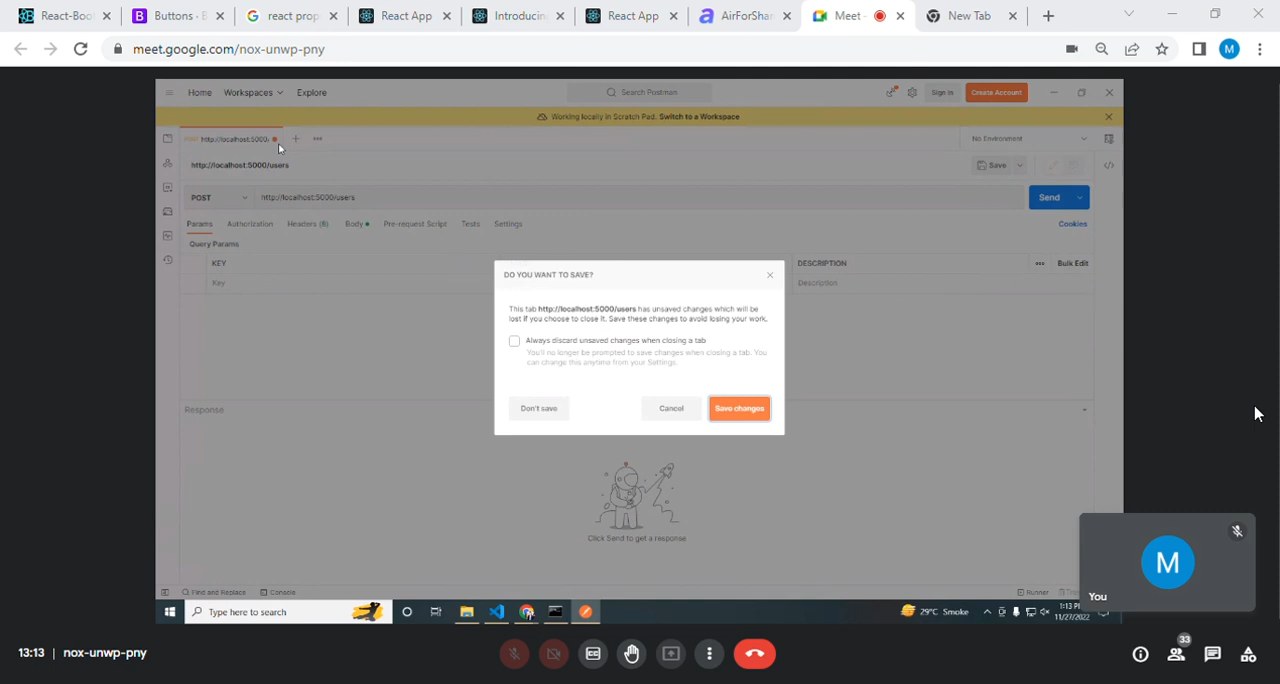 React-Boo
Buttons · B
react prop
React App
Introducin
React App
AirForShar
Meet -
New Tab
meet.google.com/nox-unwp-pny
M
Home Workspaces Explore
Search Postman
Sign In
Create Account
Working locally in Scratch Pad. Switch to a Workspace
POST http://localhost:5000/
No Environment
http://localhost:5000/users
Save
POST
http://localhost:5000/users
Send
Params Authorization Headers (8) Body Pre-request Script Tests Settings
Cookies
Query Params
KEY
DESCRIPTION
Bulk Edit
Key
Description
DO YOU WANT TO SAVE?
This tab http://localhost:5000/users has unsaved changes which will be
lost if you choose to close it. Save these changes to avoid losing your work.
Always discard unsaved changes when closing a tab
You'll no longer be prompted to save changes when closing a tab. You
can change this anytime from your Settings.
Don't save
Cancel
Save changes
Response
Click Send to get a response
M
You
Find and Replace
Console
Runner
Type here to search
29°C Smoke
1:13 P
11/27/2022
13:13 | nox-unwp-pny
33